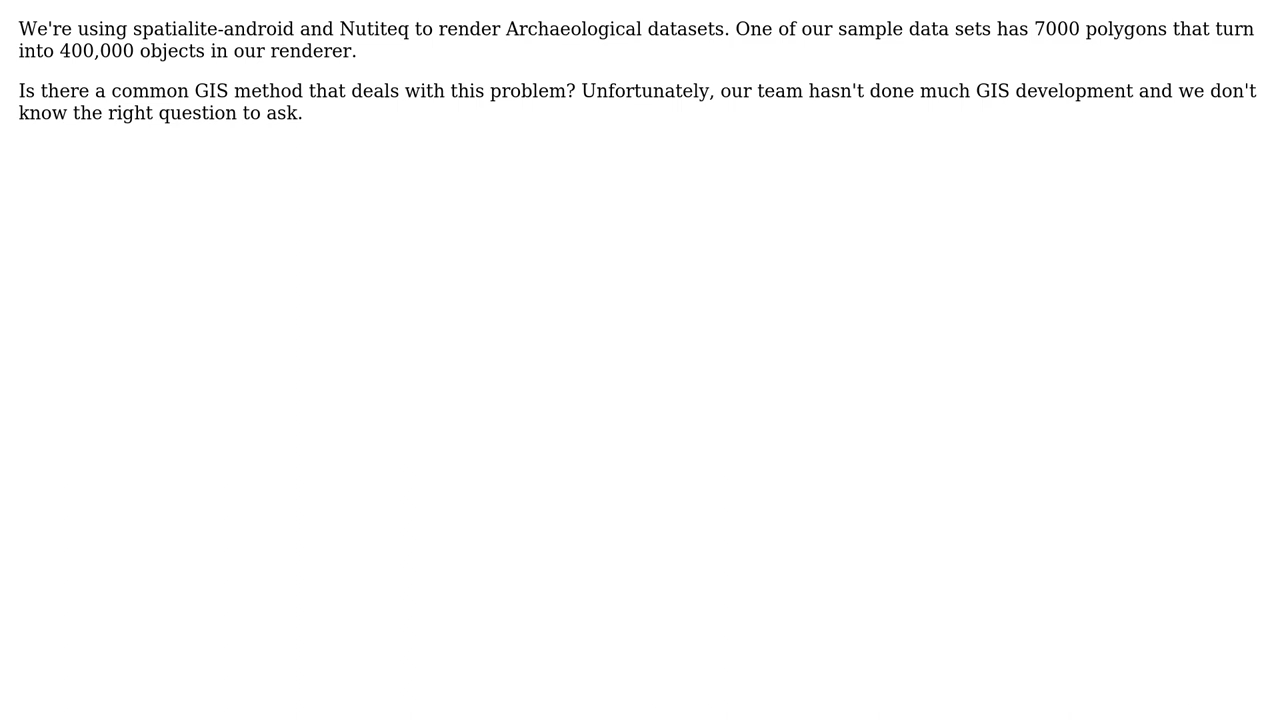 We're using spatialite-android and Nutiteq to render Archaeological datasets. One of our sample data sets has 7000 polygons that turn
into 400,000 objects in our renderer.
Is there a common GIS method that deals with this problem? Unfortunately, our team hasn't done much GIS development and we don't
know the right question to ask.